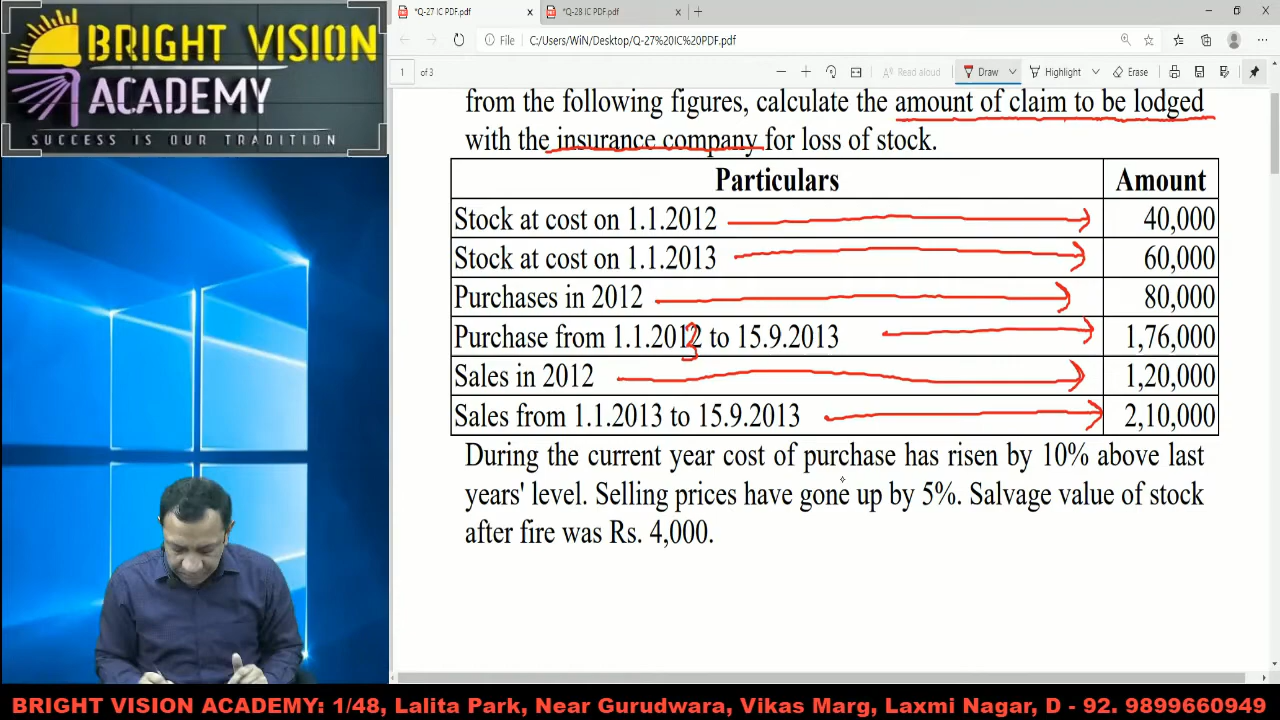 *Q-27 IC PDF.pdf
*Q-28 IC PDF.pdf
BRIGHT VISION
ACADEMY
SUCCESS IS OUR TRADITION
File C:/Users/WiN/Desktop/Q-27%20IC%20PDF.pdf
1 of 3 Read aloud Draw Highlight Erase
from the following figures, calculate the amount of claim to be lodged
with the insurance company for loss of stock.
Particulars Amount
Stock at cost on 1.1.2012 40,000
Stock at cost on 1.1.2013 60,000
Purchases in 2012 80,000
Purchase from 1.1.2012 to 15.9.2013 1,76,000
3
Sales in 2012 1,20,000
Sales from 1.1.2013 to 15.9.2013 2,10,000
During the current year cost of purchase has risen by 10% above last
years' level. Selling prices have gone up by 5%. Salvage value of stock
after fire was Rs. 4,000.
BRIGHT VISION ACADEMY: 1/48, Lalita Park, Near Gurudwara, Vikas Marg, Laxmi Nagar, D - 92. 9899660949